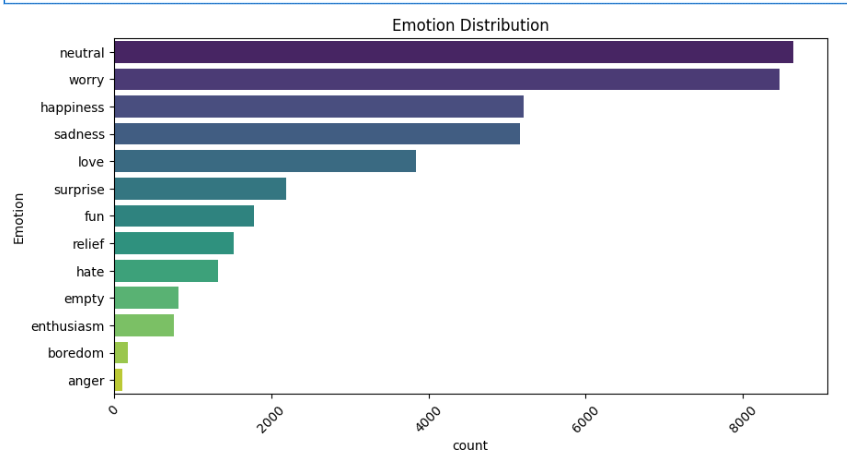 Emotion Distribution
neutral
worry
happiness
sadness
love
surprise
fun
relief
hate
empty
enthusiasm
boredom
anger
Emotion
0
2000
4000
6000
8000
count